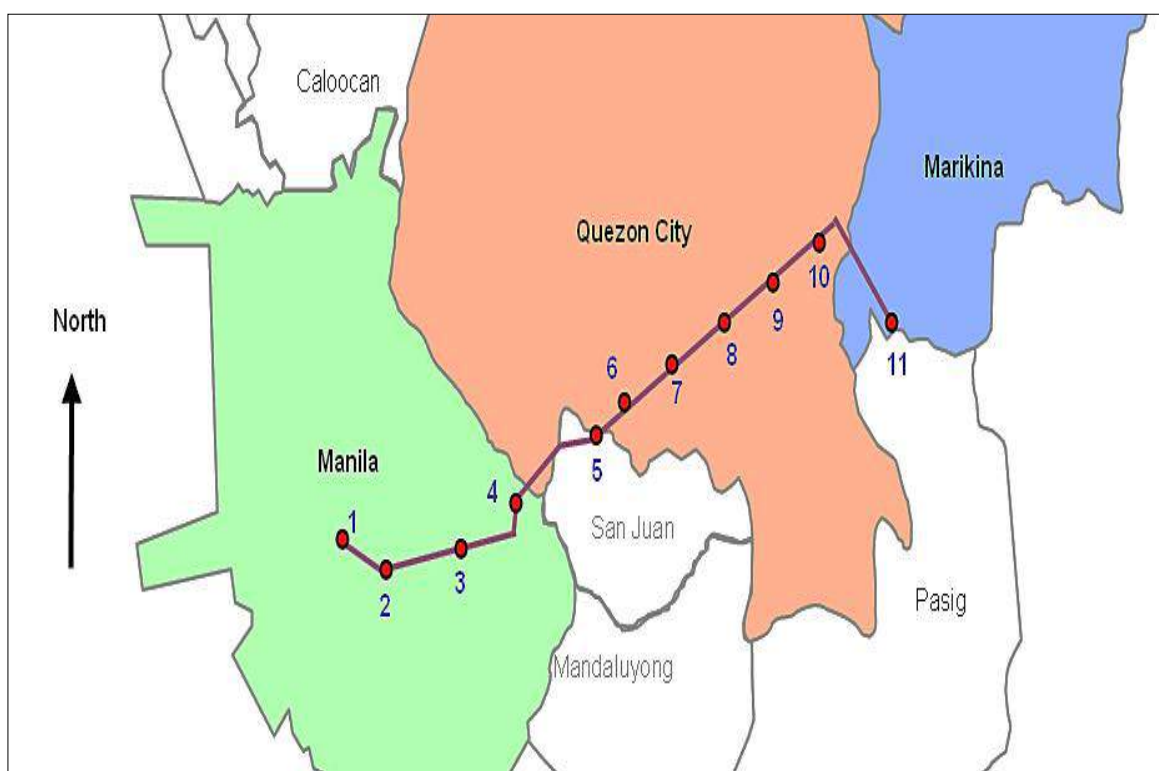 Caloocan
Marikina
Quezon City
10
North
9
8
11
6
7
Manila
5
4
1
San Juan
3
2
Pasig
Mandaluyong